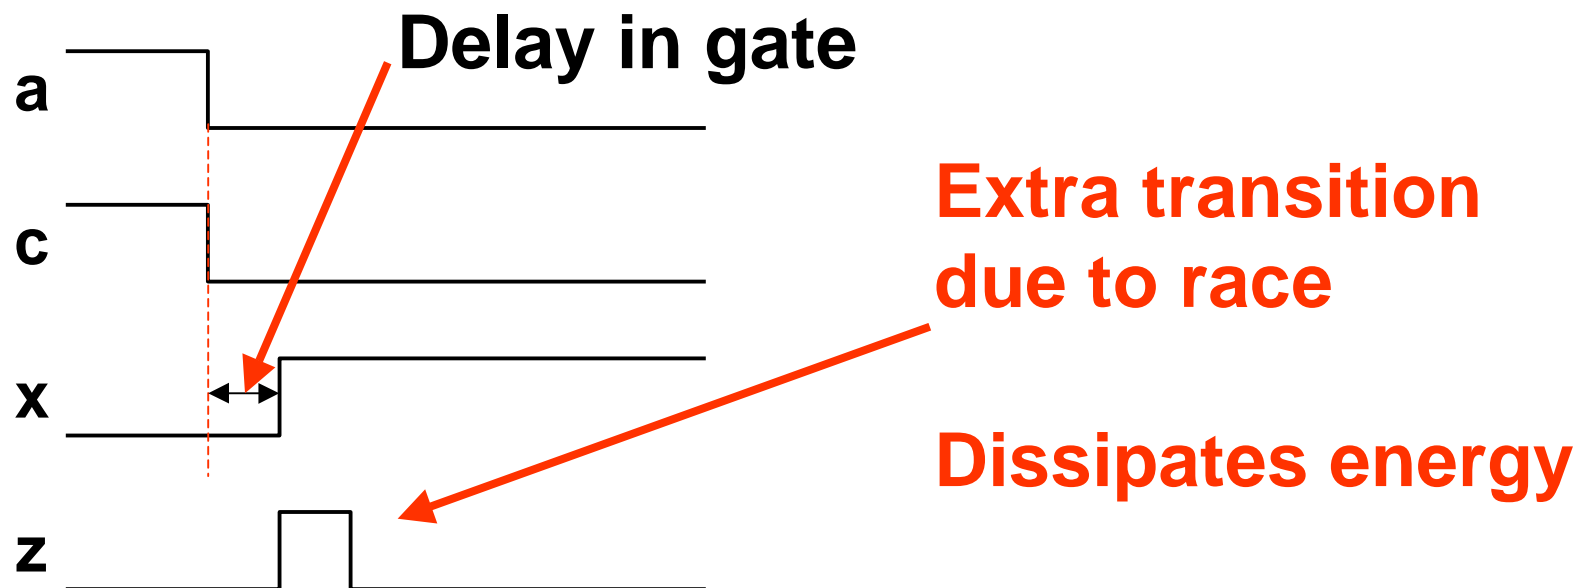 Delay in gate
a
Extra transition
c
due to race
x
Dissipates energy
z